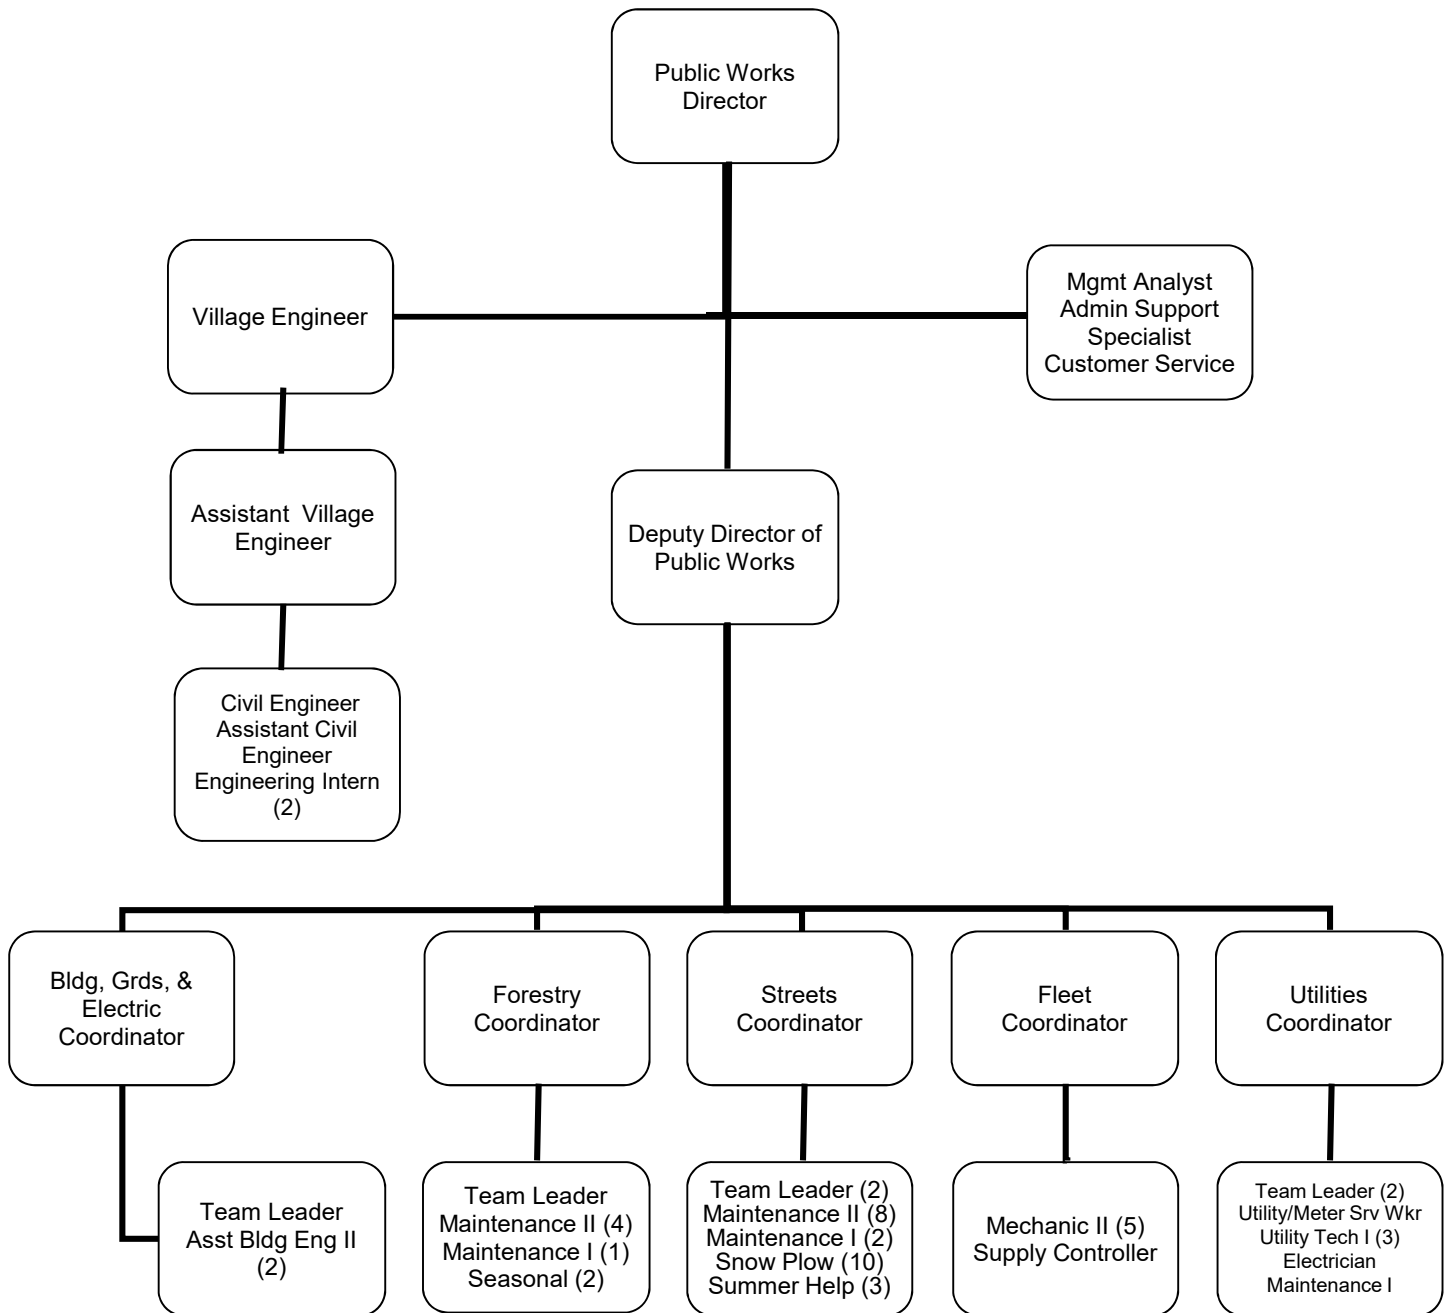 Public Works
Director
Village Engineer
Mgmt Analyst
Admin Support
Specialist
Customer Service
Assistant  Village
Engineer
Deputy Director of
Public Works
Civil Engineer
Assistant Civil
Engineer
Engineering Intern
(2)
Bldg, Grds, &
Electric
Coordinator
Forestry
Coordinator
Streets
Coordinator
Fleet
Coordinator
Utilities
Coordinator
Team Leader
Asst Bldg Eng II
(2)
Team Leader
Maintenance II (4)
Maintenance I (1)
Seasonal (2)
Team Leader (2)
Maintenance II (8)
Maintenance I (2)
Snow Plow (10)
Summer Help (3)
Mechanic II (5)
Supply Controller
Team Leader (2)
Utility/Meter Srv Wkr
Utility Tech I (3)
Electrician
Maintenance I